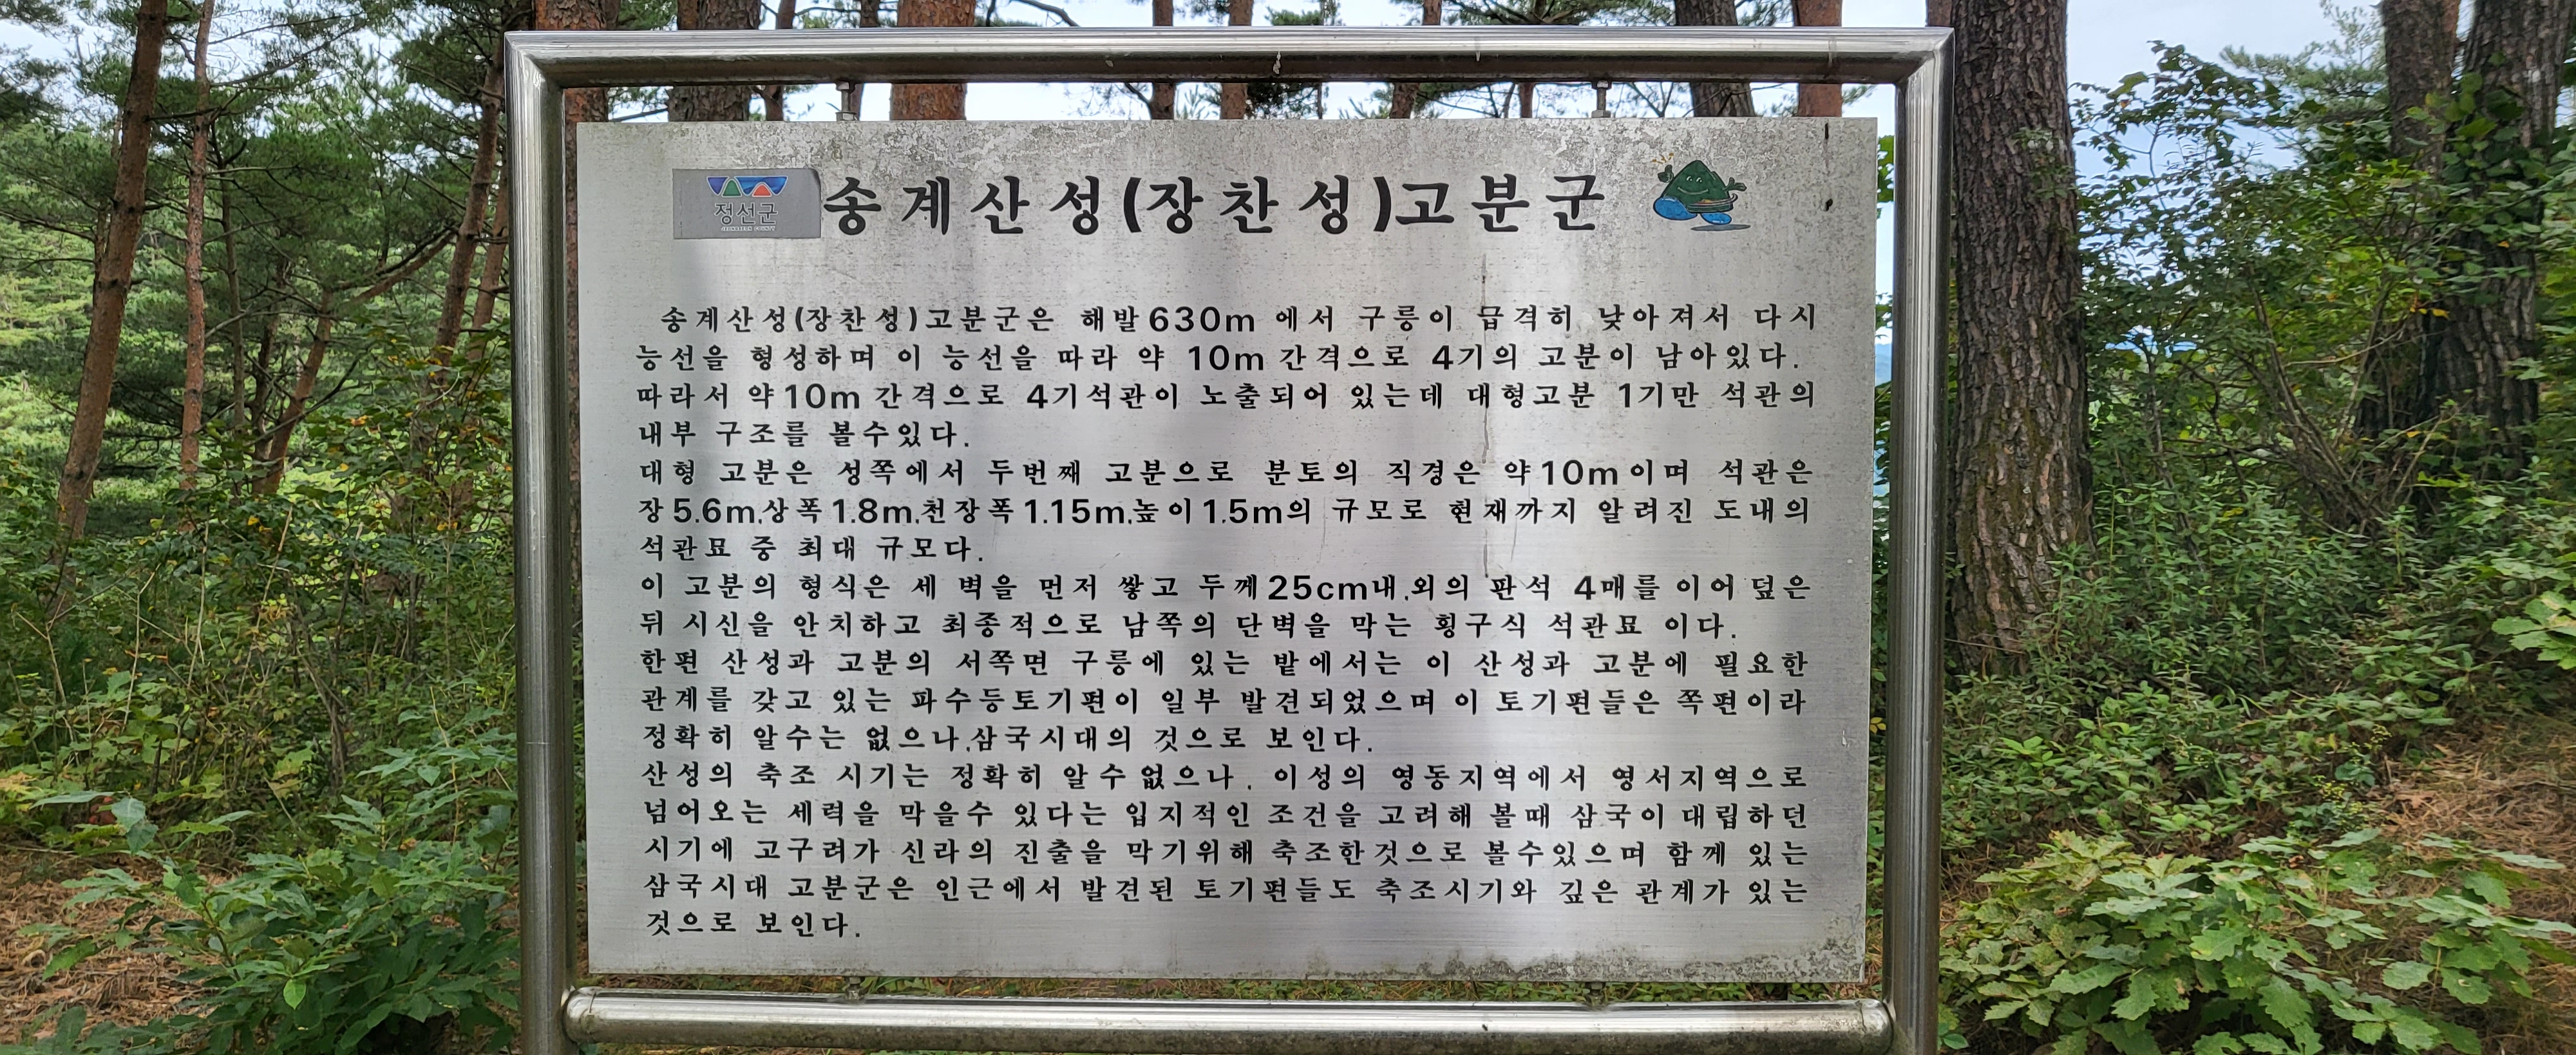 정선군
JEONGSEON COUNTY
송계산성(장찬성)고분군
송계산성(장찬성)고분군은 해발630m 에서 구릉이 급격히 낮아져서 다시
능선을 형성하며 이 능선을 따라 약 10m 간격으로 4기의 고분이 남아있다.
따라서 약10m 간격으로 4기석관이 노출되어 있는데 대형고분 1기만 석관의
내부 구조를 볼수있다.
대형 고분은 성쪽에서 두번째 고분으로 분토의 직경은 약10m이며 석관은
장5.6m,상폭1.8m,천장폭1.15m,높이1.5m의 규모로 현재까지 알려진 도내의
석관묘 중 최대 규모다.
이 고분의 형식은 세 벽을 먼저 쌓고 두께25cm내,외의 판석 4매를 이어 덮은
뒤 시신을 안치하고 최종적으로 남쪽의 단벽을 막는 횡구식 석관묘 이다.
한편 산성과 고분의 서쪽면 구릉에 있는 밭에서는 이 산성과 고분에 필요한
관계를 갖고 있는 파수등토기편이 일부 발견되었으며 이 토기편들은 쪽편이라
정확히 알수는 없으나,삼국시대의 것으로 보인다.
산성의 축조 시기는 정확히 알수없으나, 이성의 영동지역에서 영서지역으로
넘어오는 세력을 막을수 있다는 입지적인 조건을 고려해 볼때 삼국이 대립하던
시기에 고구려가 신라의 진출을 막기위해 축조한것으로 볼수있으며 함께 있는
삼국시대 고분군은 인근에서 발견된 토기편들도 축조시기와 깊은 관계가 있는
것으로 보인다.